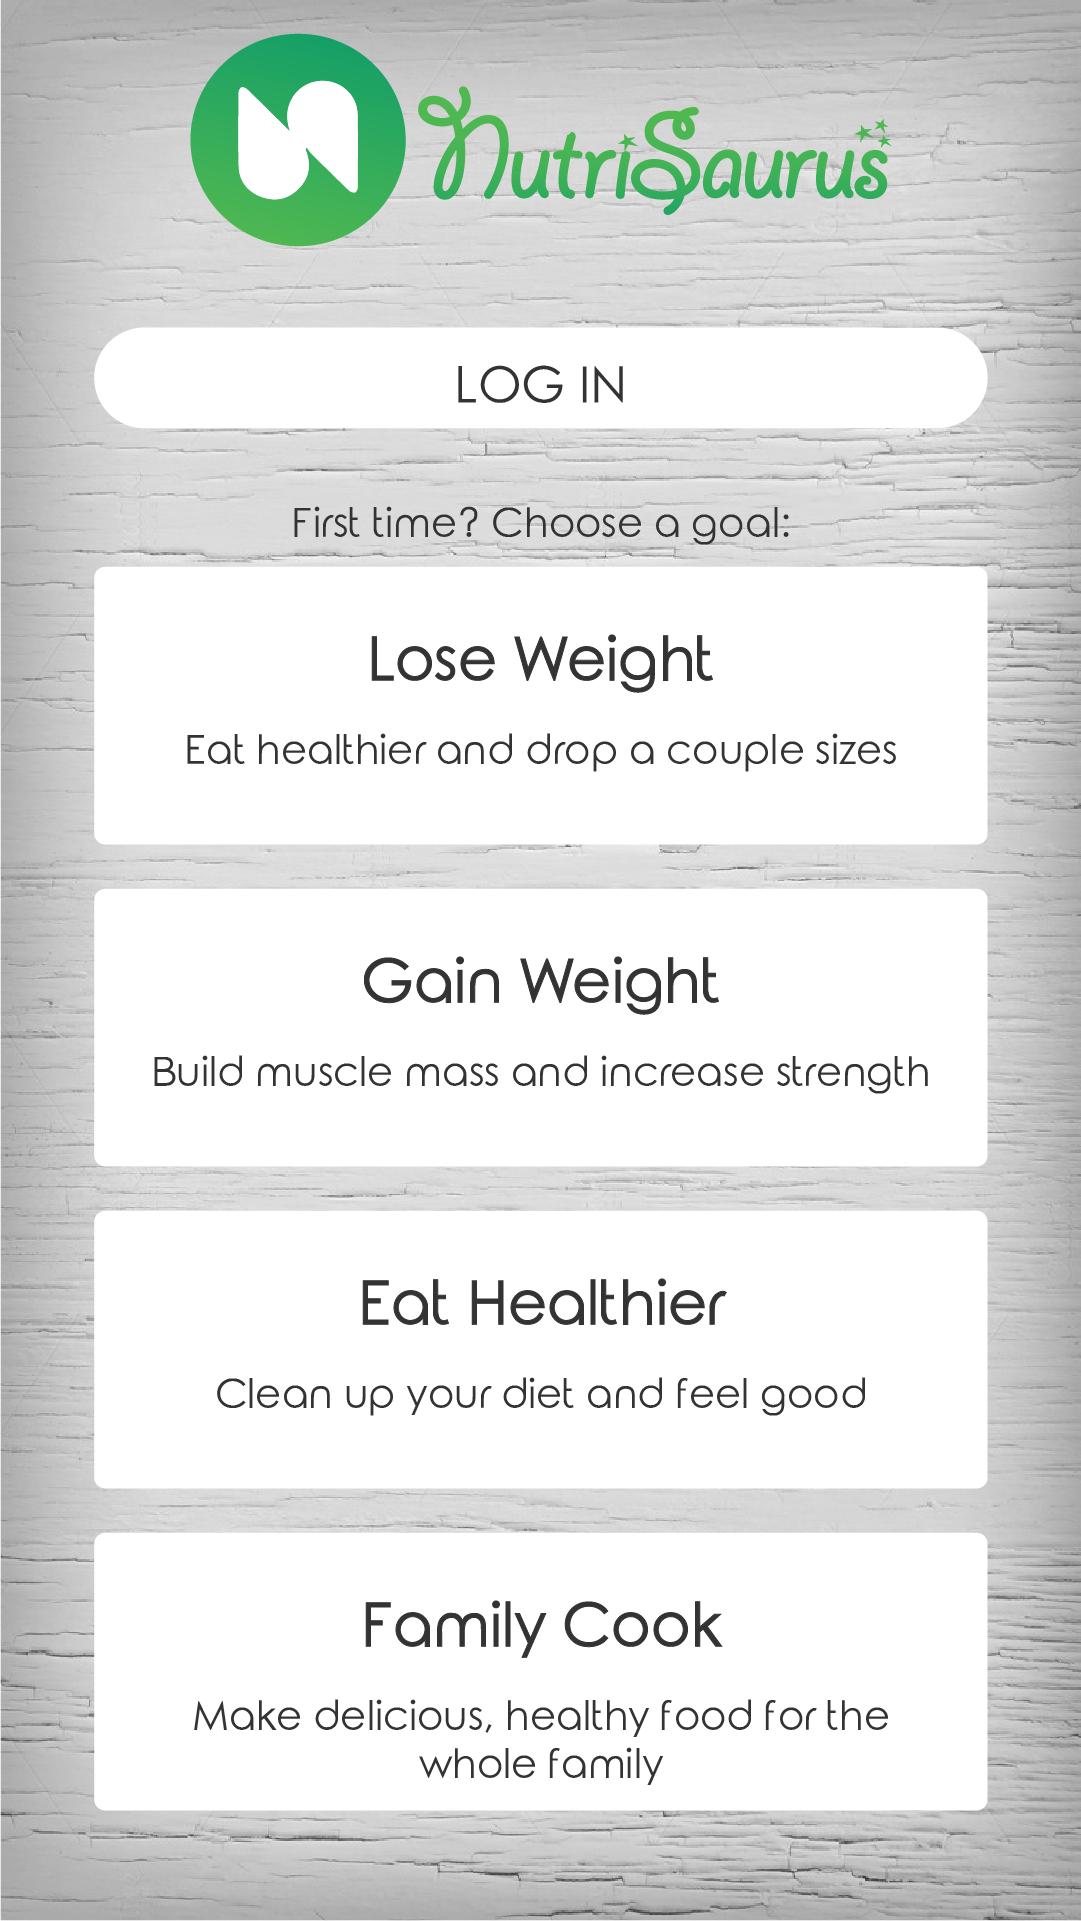 NutriSaurus
LOG IN
First time? Choose a goal:
Lose Weight
Eat healthier and drop a couple sizes
Gain Weight
Build muscle mass and increase strength
Eat Healthier
Clean up your diet and feel good
Family Cook
Make delicious, healthy food for the
whole family